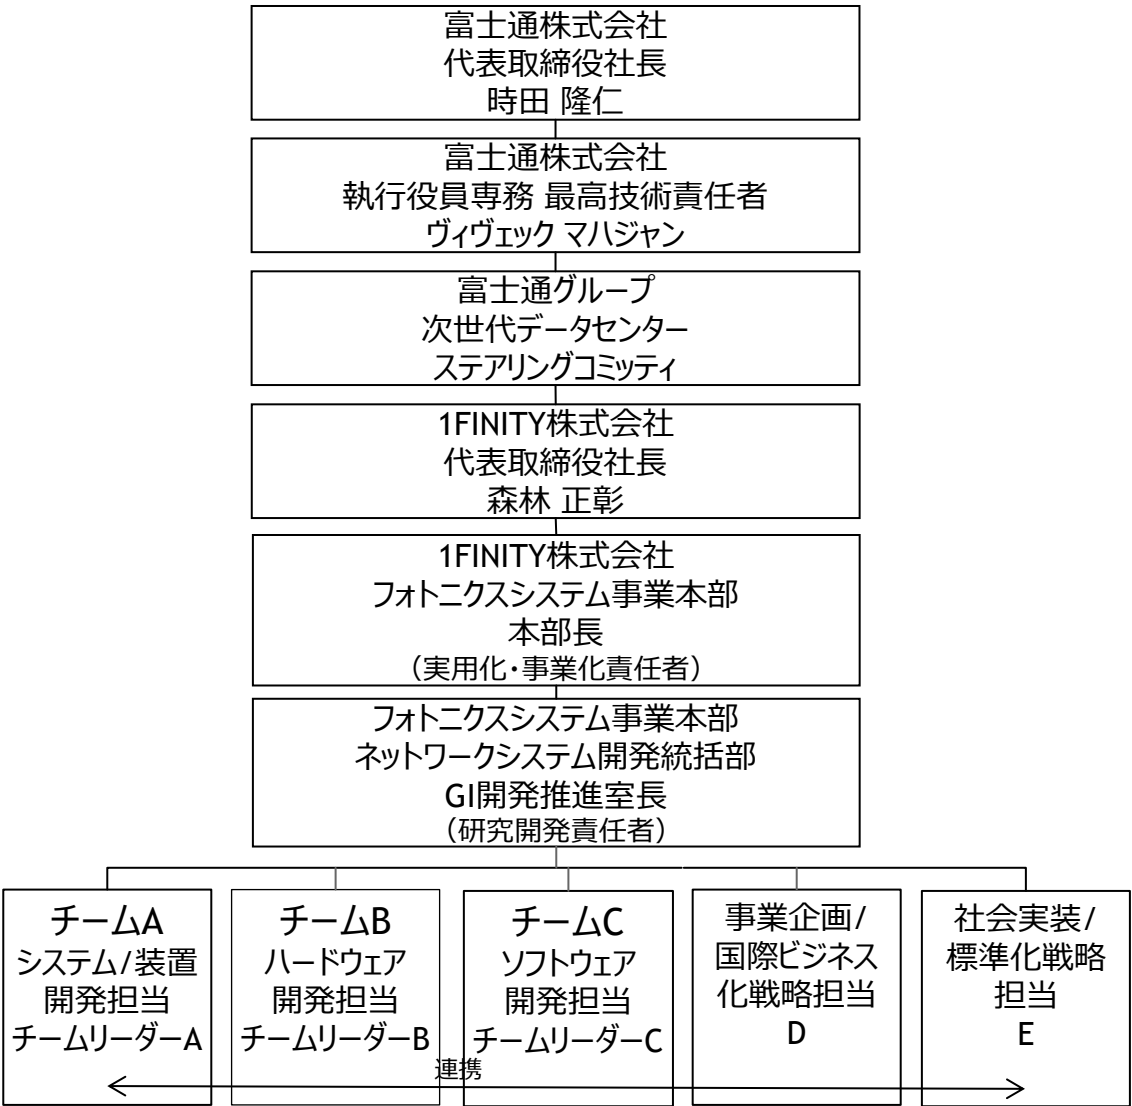 富士通株式会社
代表取締役社長
時田 隆仁
富士通株式会社
執行役員専務 最高技術責任者
ヴィヴェック マハジャン
富士通グループ
次世代データセンター
ステアリングコミッティ
1FINITY株式会社
代表取締役社長
森林 正彰
1FINITY株式会社
フォトニクスシステム事業本部
本部長
（実用化・事業化責任者）
フォトニクスシステム事業本部
ネットワークシステム開発統括部
GI開発推進室長
（研究開発責任者）
チームA
システム/装置
開発担当
チームリーダーA
チームB
ハードウェア
開発担当
チームリーダーB
チームC
ソフトウェア
開発担当
チームリーダーC
事業企画/
国際ビジネス
化戦略担当
D
社会実装/
標準化戦略
担当
E
連携